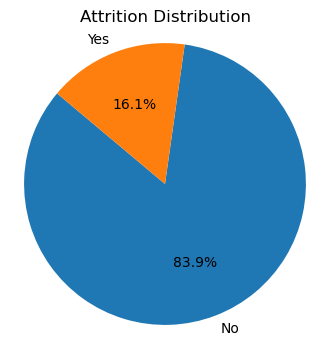 Attrition Distribution
Yes
16.1%
83.9%
No